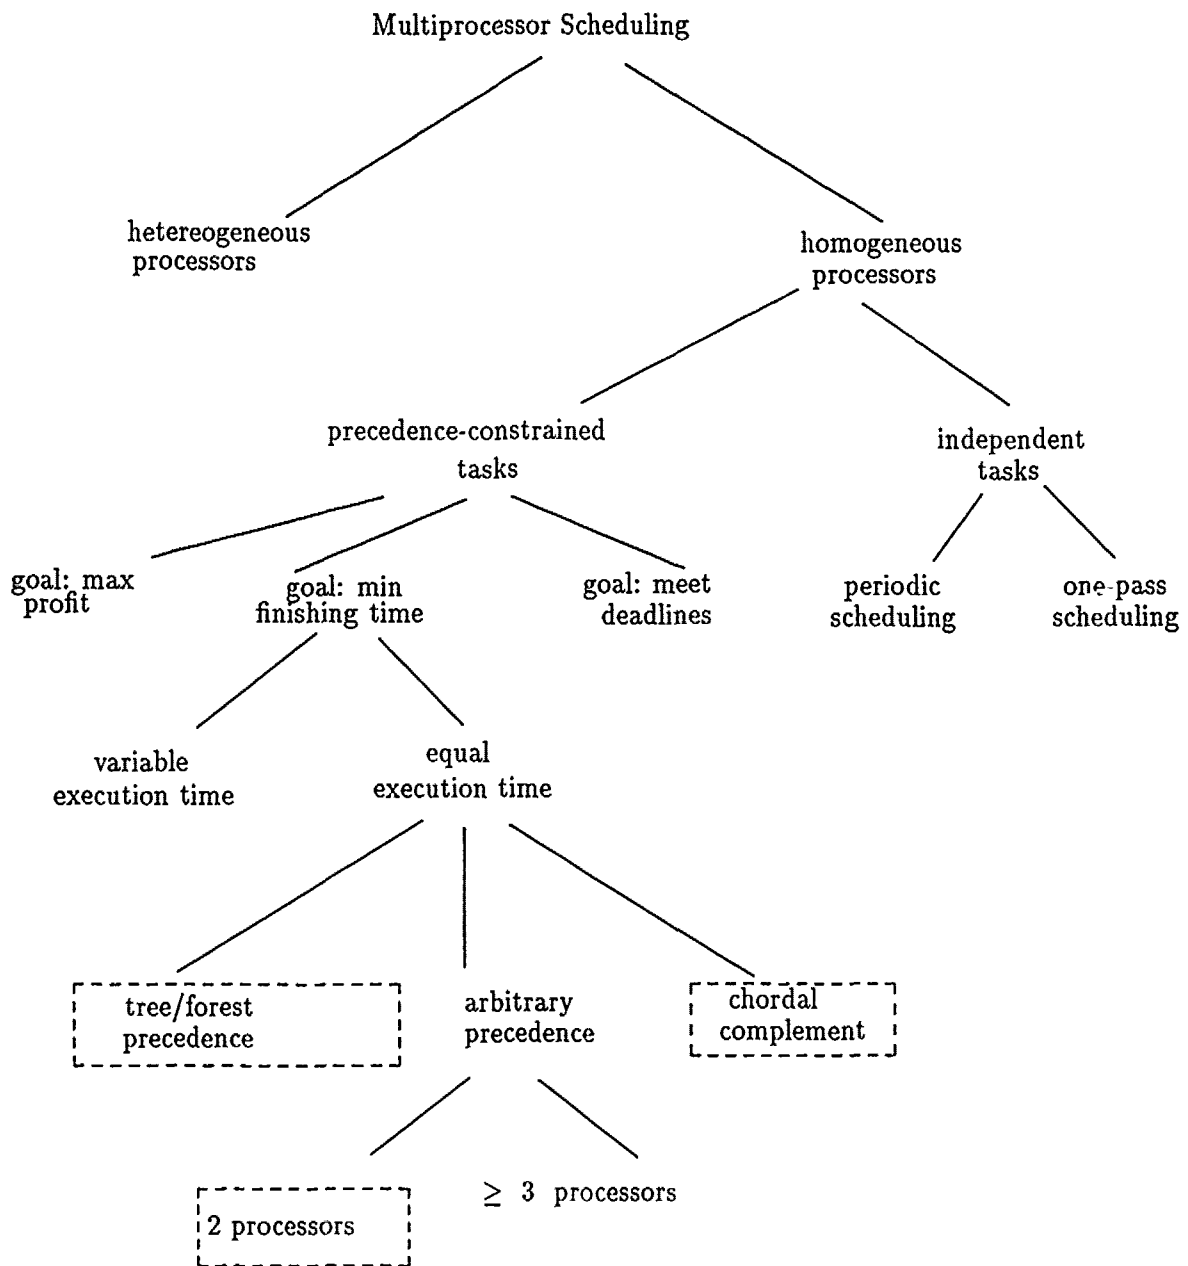 Multiprocessor Scheduling
hetereogeneous
processors
homogeneous
processors
precedence-constrained
tasks
independent
tasks
goal: max
profit
goal: min
finishing time
goal: meet
deadlines
periodic
scheduling
one-pass
scheduling
variable
execution time
equal
execution time
tree/forest
precedence
arbitrary
precedence
chordal
complement
2 processors
≥ 3 processors